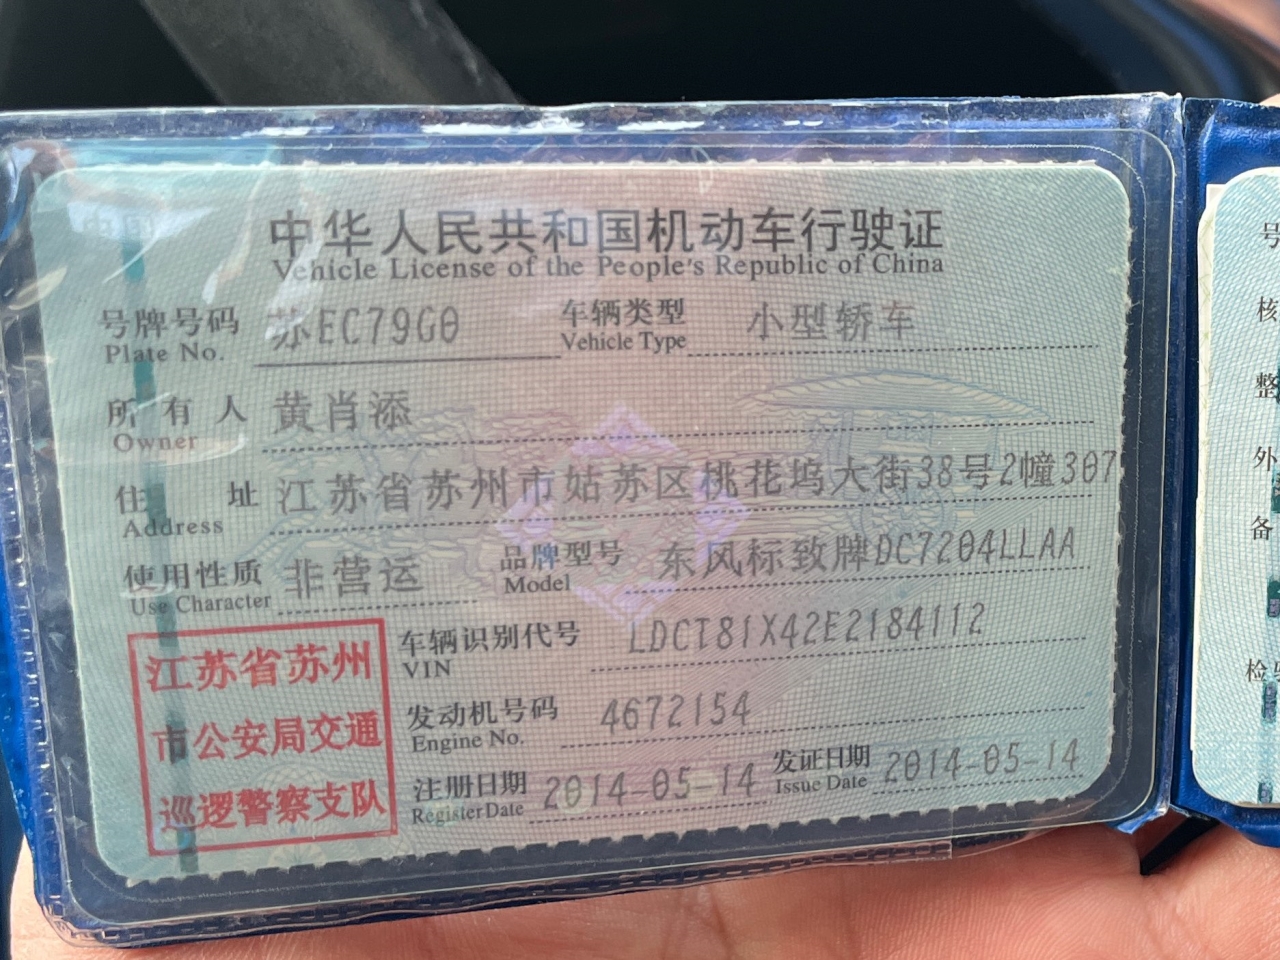 中华人民共和国机动车行驶证
Vehicle License of the People's Republic of China
号牌号码 苏EC79G0 车辆类型 小型轿车
Plate No. Vehicle Type
所有人 黄肖添
Owner
住址 江苏省苏州市姑苏区桃花坞大街38号2幢307
Address
使用性质 非营运 品牌型号 东风标致牌DC7204LLAA
Use Character Model
车辆识别代号 LDCT81X42E2184112
VIN
发动机号码 4672154
Engine No.
注册日期 2014-05-14 发证日期 2014-05-14
Register Date Issue Date
江苏省苏州
市公安局交通
巡逻警察支队
号
核
整
外
备
检验